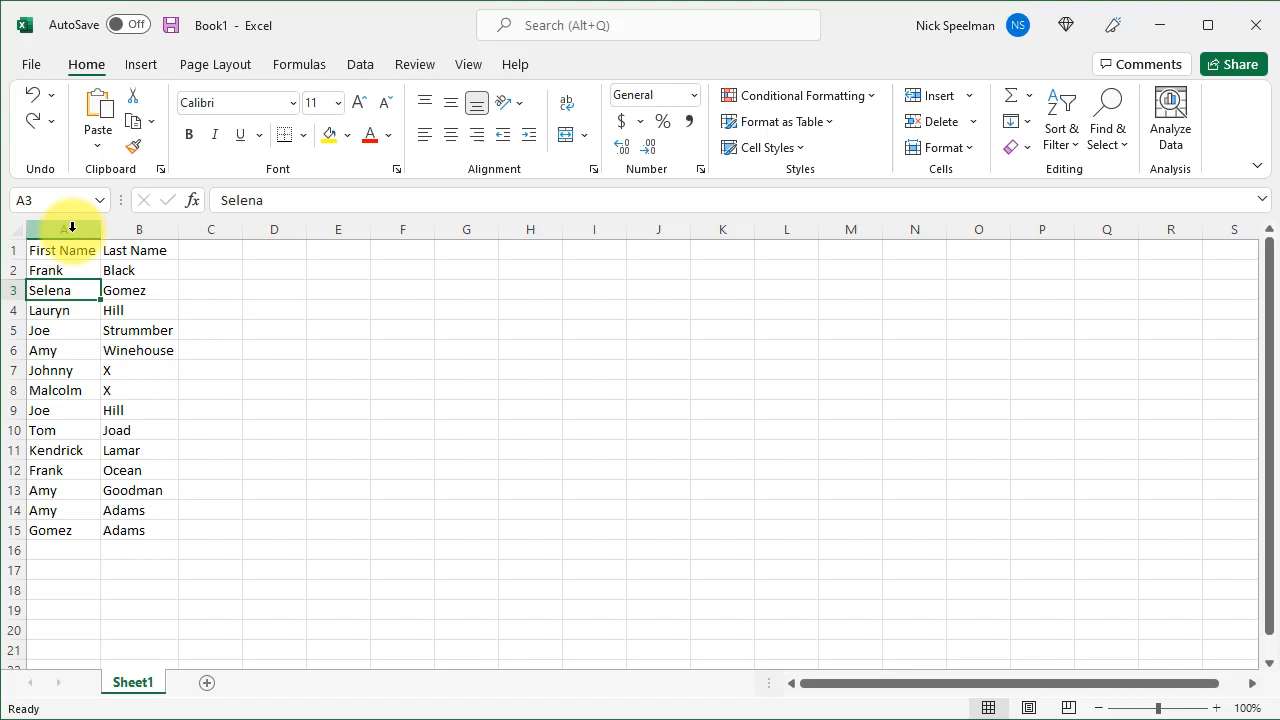 AutoSave Off Book1 - Excel Search (Alt+Q) Nick Speelman NS
File Home Insert Page Layout Formulas Data Review View Help Comments Share
Paste
Calibri 11
B I U A
ab
General
$ % 9
Conditional Formatting
Format as Table
Cell Styles
Insert
Delete
Format
Sort & Filter
Find & Select
Analyze Data
Undo Clipboard Font Alignment Number Styles Cells Editing Analysis
A3 fx Selena
A B C D E F G H I J K L M N O P Q R S
1 First Name Last Name
2 Frank Black
3 Selena Gomez
4 Lauryn Hill
5 Joe Strummber
6 Amy Winehouse
7 Johnny X
8 Malcolm X
9 Joe Hill
10 Tom Joad
11 Kendrick Lamar
12 Frank Ocean
13 Amy Goodman
14 Amy Adams
15 Gomez Adams
16
17
18
19
20
21
Sheet1
Ready 100%